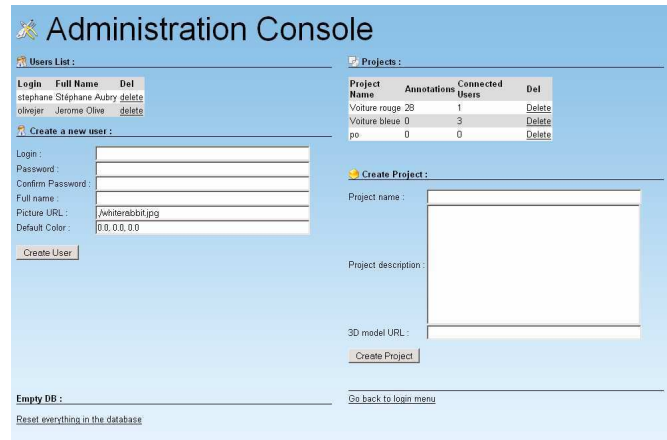 Administration Console
Users List :
Login Full Name Del
stephane Stéphane Aubry delete
olivejer Jerome Olive delete
Create a new user :
Login :
Password :
Confirm Password :
Full name :
Picture URL : ./whiterabbit.jpg
Default Color : 0.0, 0.0, 0.0
Create User
Empty DB :
Reset everything in the database
Projects :
Project Name Annotations Connected Users Del
Voiture rouge 28 1 Delete
Voiture bleue 0 3 Delete
po 0 0 Delete
Create Project :
Project name :
Project description :
3D model URL :
Create Project
Go back to login menu